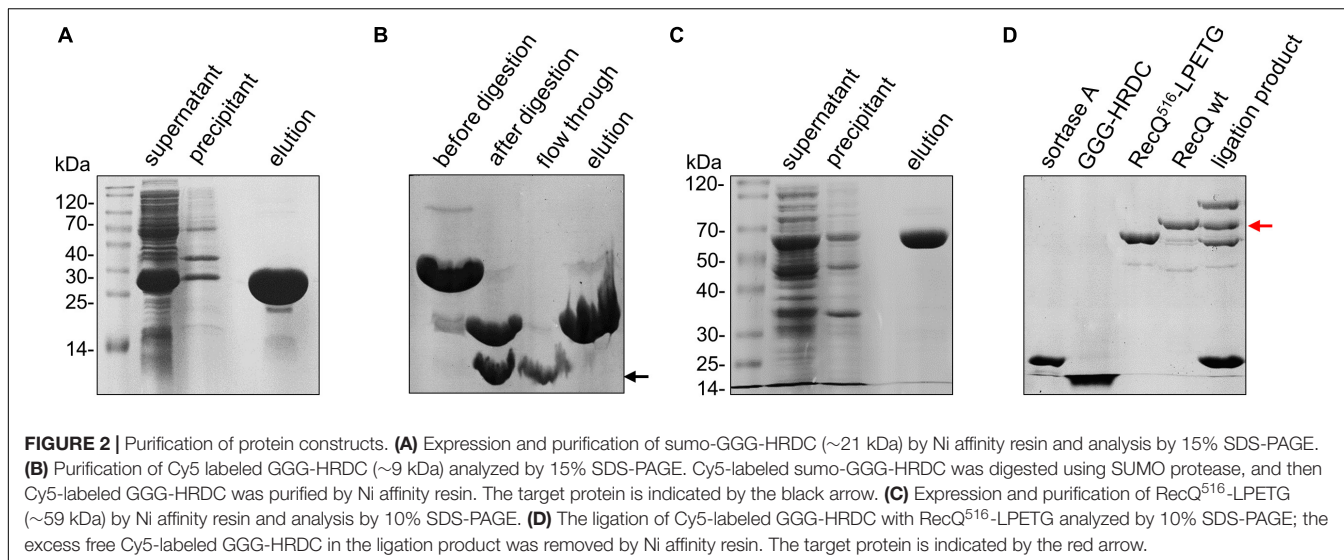 A
B
C
D
supernatant
precipitant
elution
before digestion
after digestion
flow through
elution
supernatant
precipitant
elution
sortase A
GGG-HRDC
RecQ⁵¹⁶-LPETG
RecQ wt
ligation product
kDa
120-
70-
40-
30-
25-
14-
kDa
120-
70-
50-
40-
30-
25-
14-
FIGURE 2 | Purification of protein constructs. (A) Expression and purification of sumo-GGG-HRDC (∼21 kDa) by Ni affinity resin and analysis by 15% SDS-PAGE.
(B) Purification of Cy5 labeled GGG-HRDC (∼9 kDa) analyzed by 15% SDS-PAGE. Cy5-labeled sumo-GGG-HRDC was digested using SUMO protease, and then
Cy5-labeled GGG-HRDC was purified by Ni affinity resin. The target protein is indicated by the black arrow. (C) Expression and purification of RecQ⁵¹⁶-LPETG
(∼59 kDa) by Ni affinity resin and analysis by 10% SDS-PAGE. (D) The ligation of Cy5-labeled GGG-HRDC with RecQ⁵¹⁶-LPETG analyzed by 10% SDS-PAGE; the
excess free Cy5-labeled GGG-HRDC in the ligation product was removed by Ni affinity resin. The target protein is indicated by the red arrow.